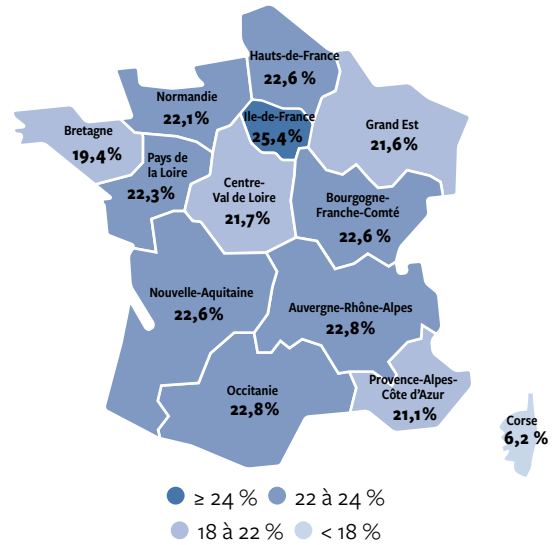 Hauts-de-France
22,6 %
Normandie
22,1%
Ile-de-France
25,4%
Grand Est
21,6%
Bretagne
19,4%
Pays de
la Loire
22,3%
Centre-
Val de Loire
21,7%
Bourgogne-
Franche-Comté
22,6 %
Nouvelle-Aquitaine
22,6%
Auvergne-Rhône-Alpes
22,8%
Occitanie
22,8%
Provence-Alpes-
Côte d’Azur
21,1%
Corse
6,2 %
≥ 24 % 22 à 24 %
18 à 22 % < 18 %